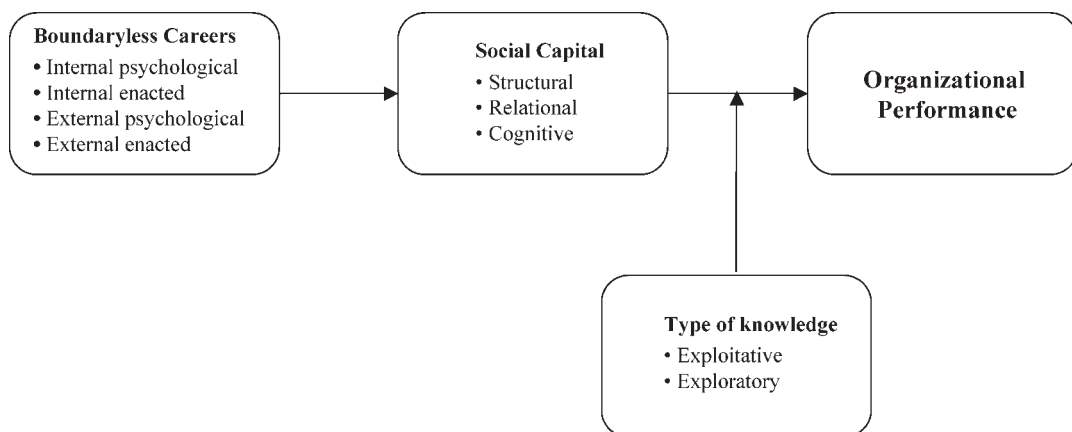 Boundaryless Careers
• Internal psychological
• Internal enacted
• External psychological
• External enacted
Social Capital
• Structural
• Relational
• Cognitive
Organizational
Performance
Type of knowledge
• Exploitative
• Exploratory